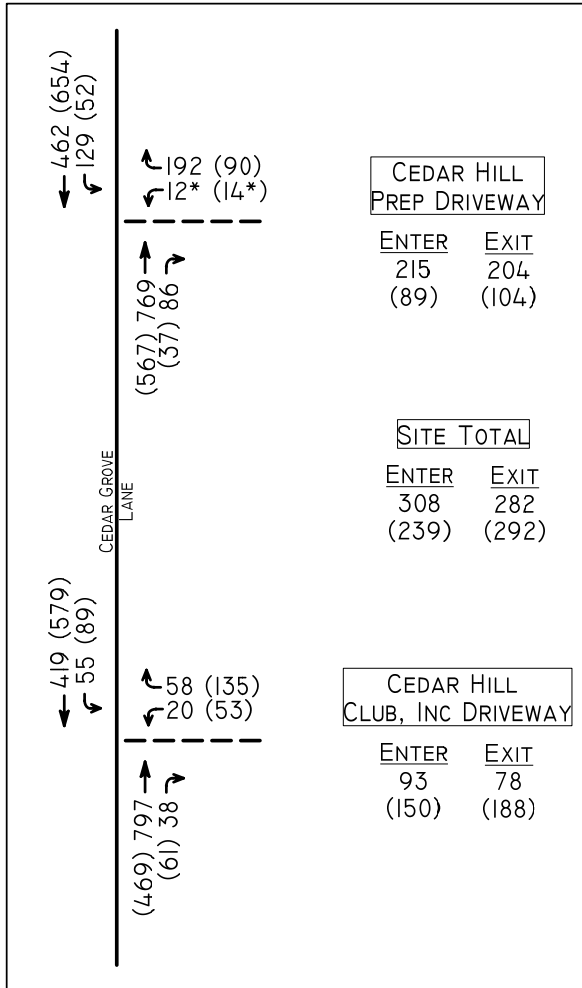 462 (654)
129 (52)
192 (90)
12* (14*)
(567) 769
(37) 86
CEDAR HILL
PREP DRIVEWAY
ENTER EXIT
215 204
(89) (104)
SITE TOTAL
ENTER EXIT
308 282
(239) (292)
CEDAR GROVE
LANE
419 (579)
55 (89)
58 (135)
20 (53)
(469) 797
(61) 38
CEDAR HILL
CLUB, INC DRIVEWAY
ENTER EXIT
93 78
(150) (188)